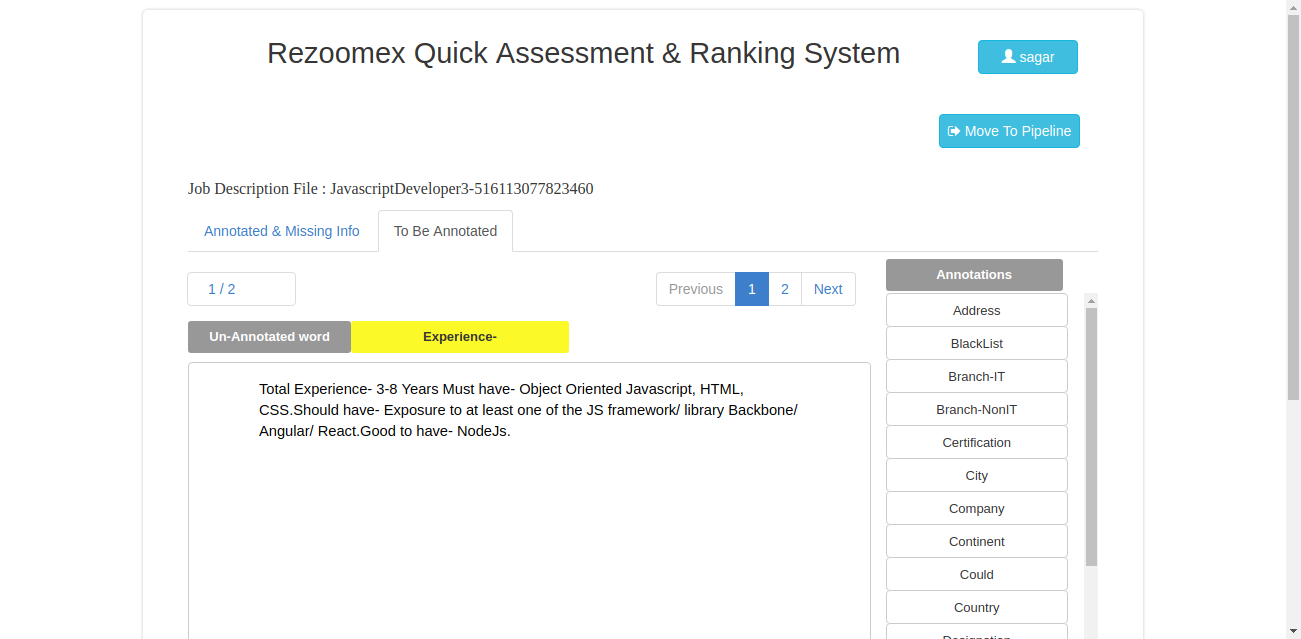 Rezoomex Quick Assessment & Ranking System
sagar
Move To Pipeline
Job Description File : JavascriptDeveloper3-516113077823460
Annotated & Missing Info
To Be Annotated
1 / 2
Previous
1
2
Next
Un-Annotated word
Experience-
Total Experience- 3-8 Years Must have- Object Oriented Javascript, HTML,
CSS.Should have- Exposure to at least one of the JS framework/ library Backbone/
Angular/ React.Good to have- NodeJs.
Annotations
Address
BlackList
Branch-IT
Branch-NonIT
Certification
City
Company
Continent
Could
Country